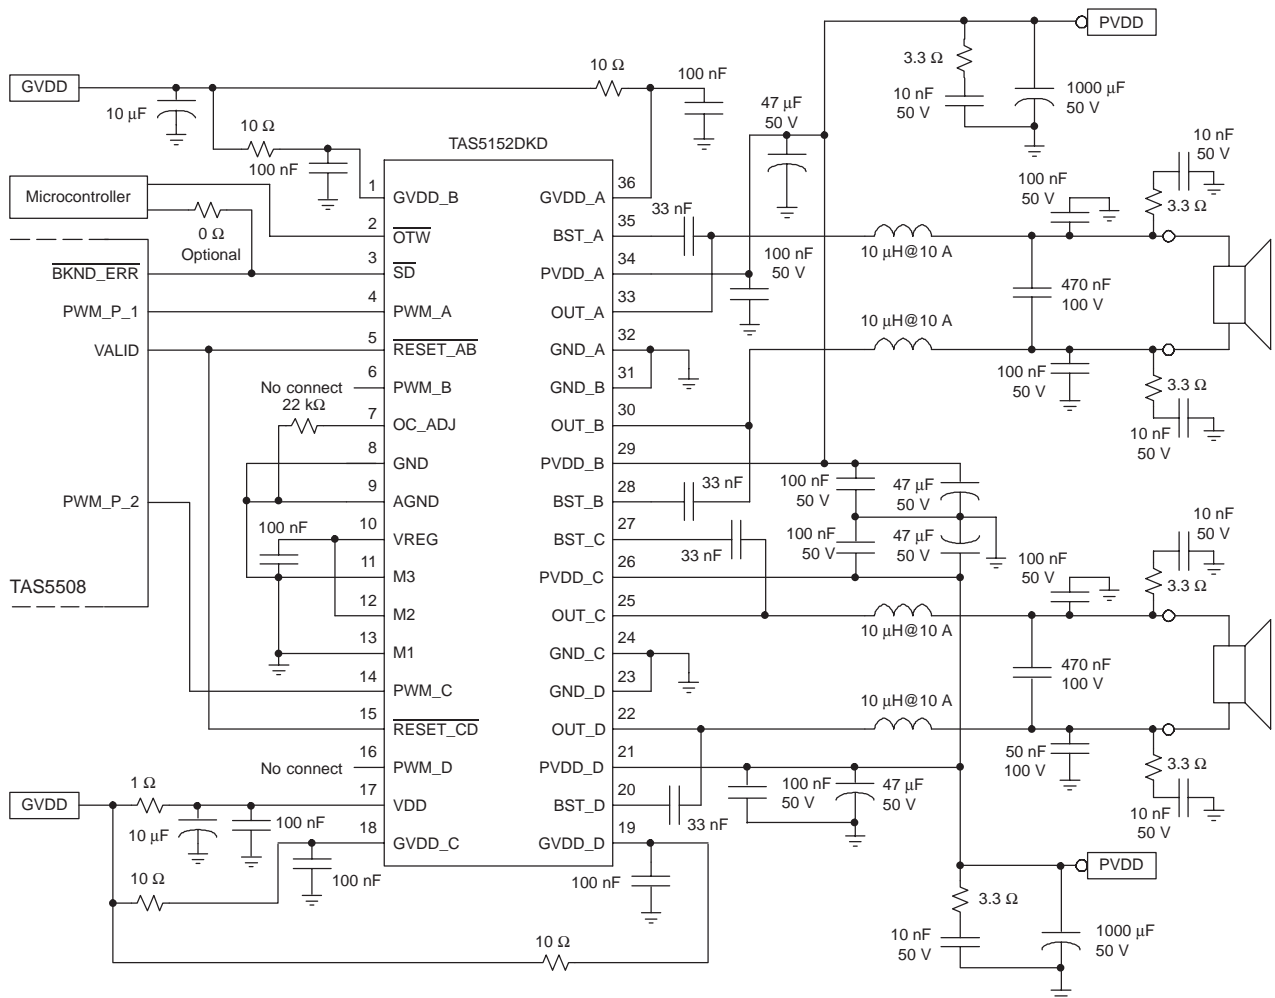 PVDD
3.3 Ω
10 nF
50 V
1000 µF
50 V
GVDD
10 µF
10 Ω
100 nF
10 Ω
100 nF
47 µF
50 V
TAS5152DKD
Microcontroller
0 Ω
Optional
BKND_ERR
PWM_P_1
VALID
PWM_P_2
TAS5508
No connect
22 kΩ
100 nF
No connect
1 GVDD_B
2 OTW
3 SD
4 PWM_A
5 RESET_AB
6 PWM_B
7 OC_ADJ
8 GND
9 AGND
10 VREG
11 M3
12 M2
13 M1
14 PWM_C
15 RESET_CD
16 PWM_D
17 VDD
18 GVDD_C
GVDD_A 36
BST_A 35
PVDD_A 34
OUT_A 33
GND_A 32
GND_B 31
OUT_B 30
PVDD_B 29
BST_B 28
BST_C 27
PVDD_C 26
OUT_C 25
GND_C 24
GND_D 23
OUT_D 22
PVDD_D 21
BST_D 20
GVDD_D 19
33 nF
100 nF
50 V
10 µH@10 A
10 µH@10 A
100 nF
50 V
10 nF
50 V
3.3 Ω
470 nF
100 V
100 nF
50 V
3.3 Ω
10 nF
50 V
33 nF
100 nF
50 V
47 µF
50 V
33 nF
100 nF
50 V
47 µF
50 V
10 µH@10 A
10 µH@10 A
100 nF
50 V
10 nF
50 V
3.3 Ω
470 nF
100 V
50 nF
100 V
3.3 Ω
10 nF
50 V
100 nF
50 V
47 µF
50 V
33 nF
GVDD
1 Ω
10 µF
100 nF
10 Ω
100 nF
100 nF
10 Ω
PVDD
3.3 Ω
10 nF
50 V
1000 µF
50 V